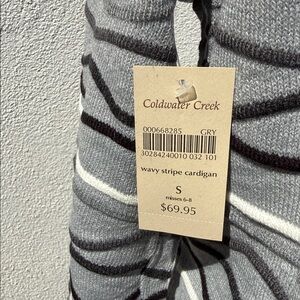 Coldwater Creek
000668285 GRY
30284240010 032 101
wavy stripe cardigan
S
misses 6-8
$69.95